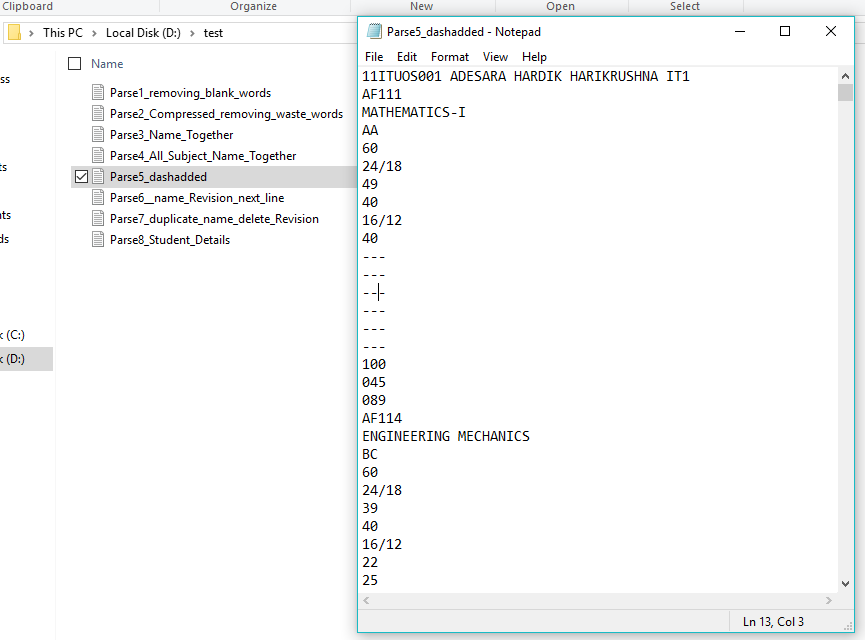 Clipboard
Organize
New
Open
Select
This PC > Local Disk (D:) > test
Name
ss
ts
nts
ds
k (C:)
k (D:)
Parse1_removing_blank_words
Parse2_Compressed_removing_waste_words
Parse3_Name_Together
Parse4_All_Subject_Name_Together
Parse5_dashadded
Parse6__name_Revision_next_line
Parse7_duplicate_name_delete_Revision
Parse8_Student_Details
Parse5_dashadded - Notepad
File Edit Format View Help
11ITUOS001 ADESARA HARDIK HARIKRUSHNA IT1
AF111
MATHEMATICS-I
AA
60
24/18
49
40
16/12
40
---
---
---
---
---
---
100
045
089
AF114
ENGINEERING MECHANICS
BC
60
24/18
39
40
16/12
22
25
Ln 13, Col 3